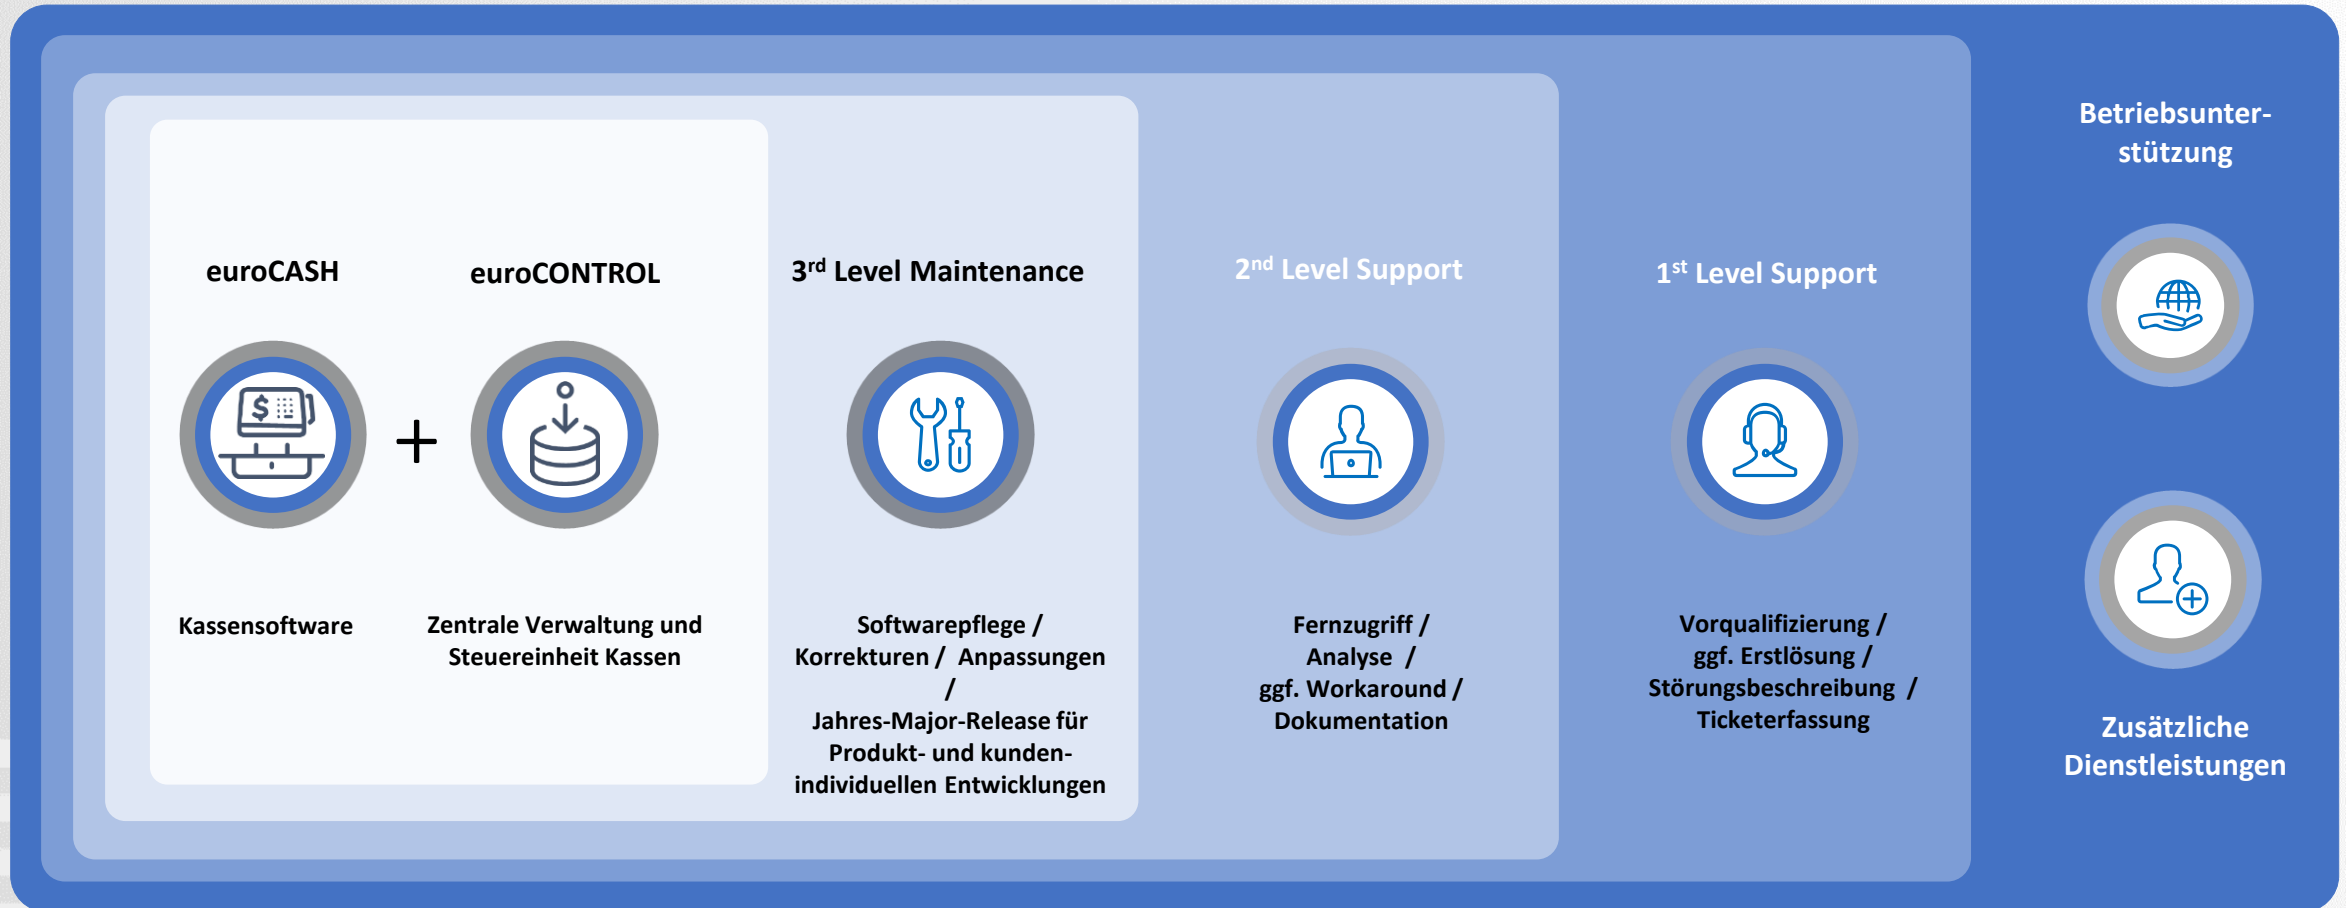 euroCASH
Kassensoftware
+
euroCONTROL
Zentrale Verwaltung und
Steuereinheit Kassen
3rd Level Maintenance
Softwarepflege /
Korrekturen / Anpassungen
/
Jahres-Major-Release für
Produkt- und kunden-
individuellen Entwicklungen
2nd Level Support
Fernzugriff /
Analyse /
ggf. Workaround /
Dokumentation
1st Level Support
Vorqualifizierung /
ggf. Erstlösung /
Störungsbeschreibung /
Ticketerfassung
Betriebsunter-
stützung
Zusätzliche
Dienstleistungen